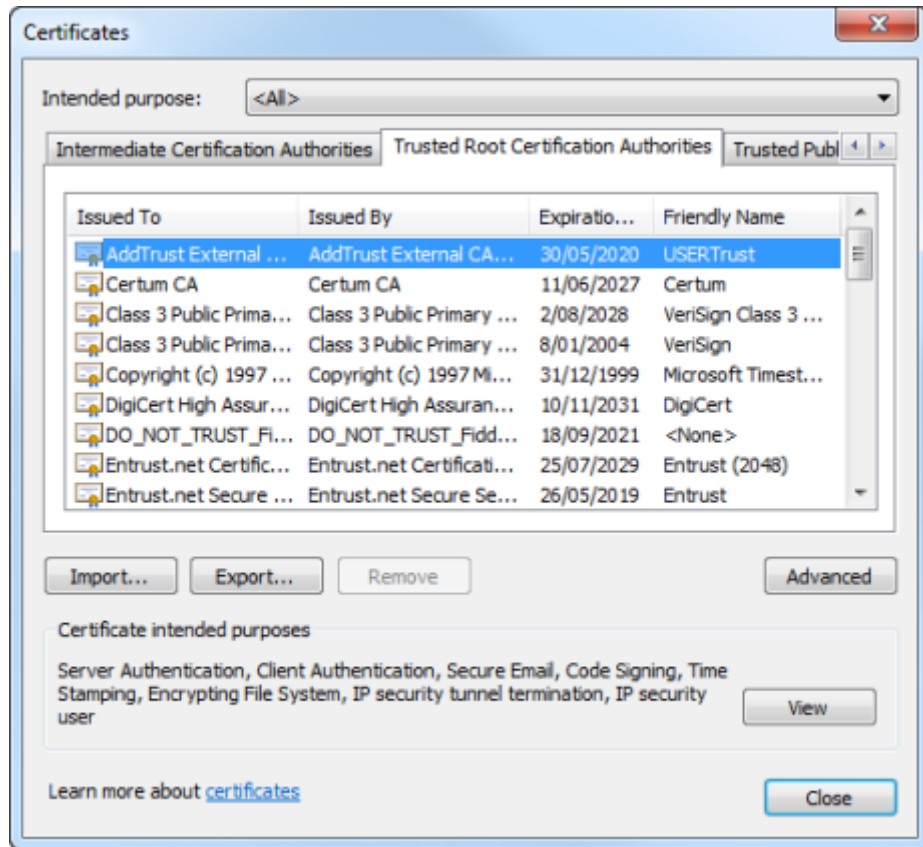 Certificates
Intended purpose: <All>
Intermediate Certification Authorities Trusted Root Certification Authorities Trusted Publ
Issued To Issued By Expiratio... Friendly Name
AddTrust External ... AddTrust External CA... 30/05/2020 USERTrust
Certum CA Certum CA 11/06/2027 Certum
Class 3 Public Prima... Class 3 Public Primary ... 2/08/2028 VeriSign Class 3 ...
Class 3 Public Prima... Class 3 Public Primary ... 8/01/2004 VeriSign
Copyright (c) 1997 ... Copyright (c) 1997 Mi... 31/12/1999 Microsoft Timest...
DigiCert High Assur... DigiCert High Assuran... 10/11/2031 DigiCert
DO_NOT_TRUST_Fi... DO_NOT_TRUST_Fidd... 18/09/2021 <None>
Entrust.net Certific... Entrust.net Certificati... 25/07/2029 Entrust (2048)
Entrust.net Secure ... Entrust.net Secure Se... 26/05/2019 Entrust
Import... Export... Remove Advanced
Certificate intended purposes
Server Authentication, Client Authentication, Secure Email, Code Signing, Time
Stamping, Encrypting File System, IP security tunnel termination, IP security
user
View
Learn more about certificates
Close